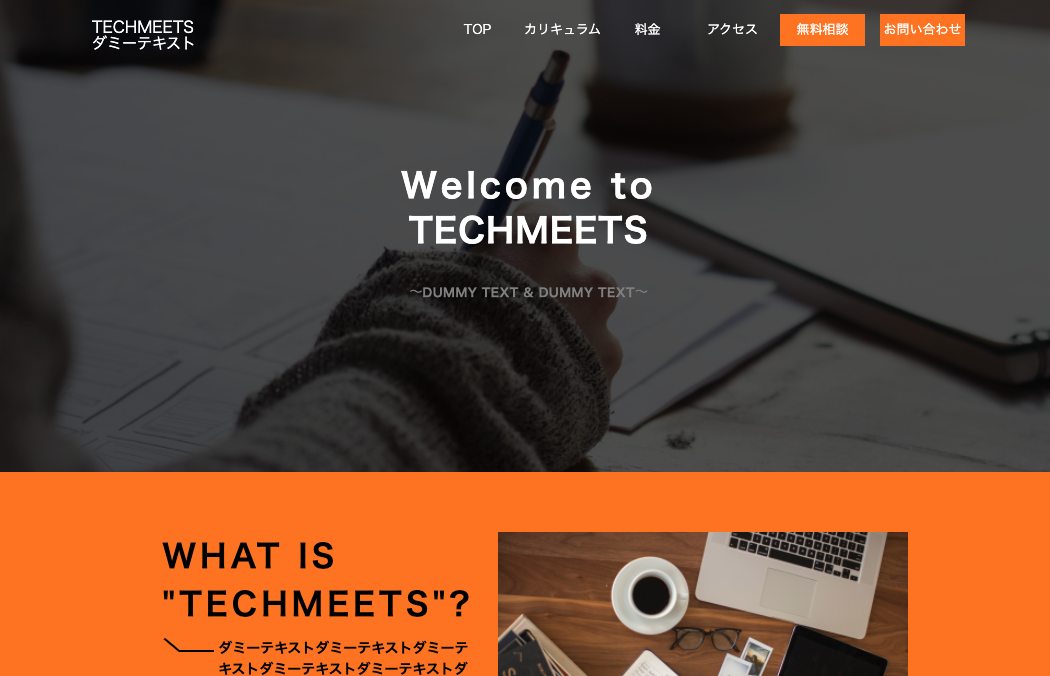 TECHMEETS
ダミーテキスト
TOP カリキュラム 料金 アクセス 無料相談 お問い合わせ
Welcome to
TECHMEETS
〜DUMMY TEXT & DUMMY TEXT〜
WHAT IS
"TECHMEETS"?
ダミーテキストダミーテキストダミーテ
キストダミーテキストダミーテキストダ